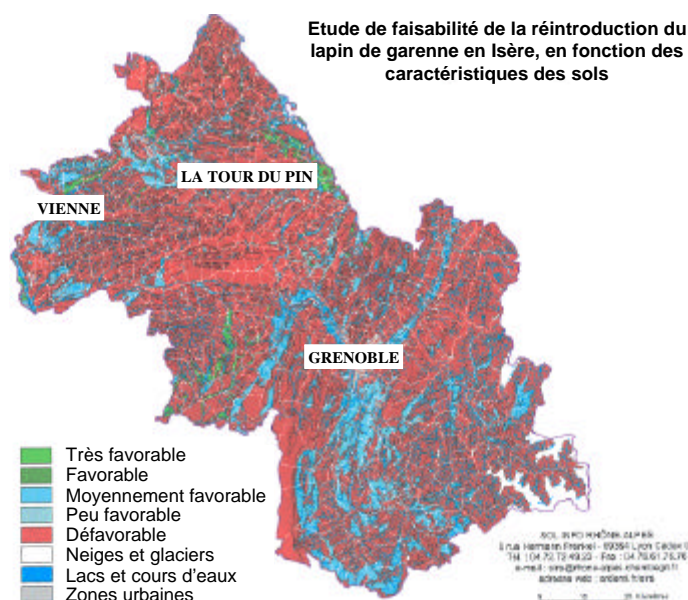 Etude de faisabilité de la réintroduction du
lapin de garenne en Isère, en fonction des
caractéristiques des sols
LA TOUR DU PIN
VIENNE
GRENOBLE
Très favorable
Favorable
Moyennement favorable
Peu favorable
Défavorable
Neiges et glaciers
Lacs et cours d'eaux
Zones urbaines
SOL INFO RHÔNE-ALPES